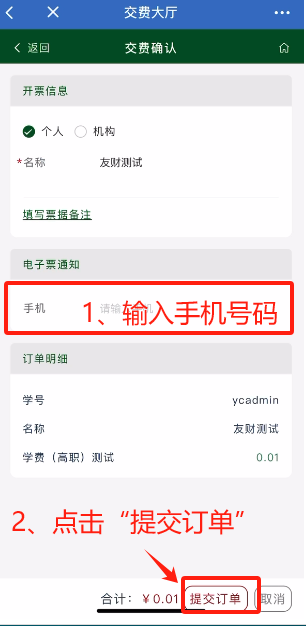 交费大厅
返回 交费确认
开票信息
个人 机构
*名称 友财测试
填写票据备注
电子票通知
手机 请输
1、输入手机号码
订单明细
学号 ycadmin
名称 友财测试
学费（高职）测试 0.01
2、点击“提交订单”
合计：￥0.01 提交订单 取消